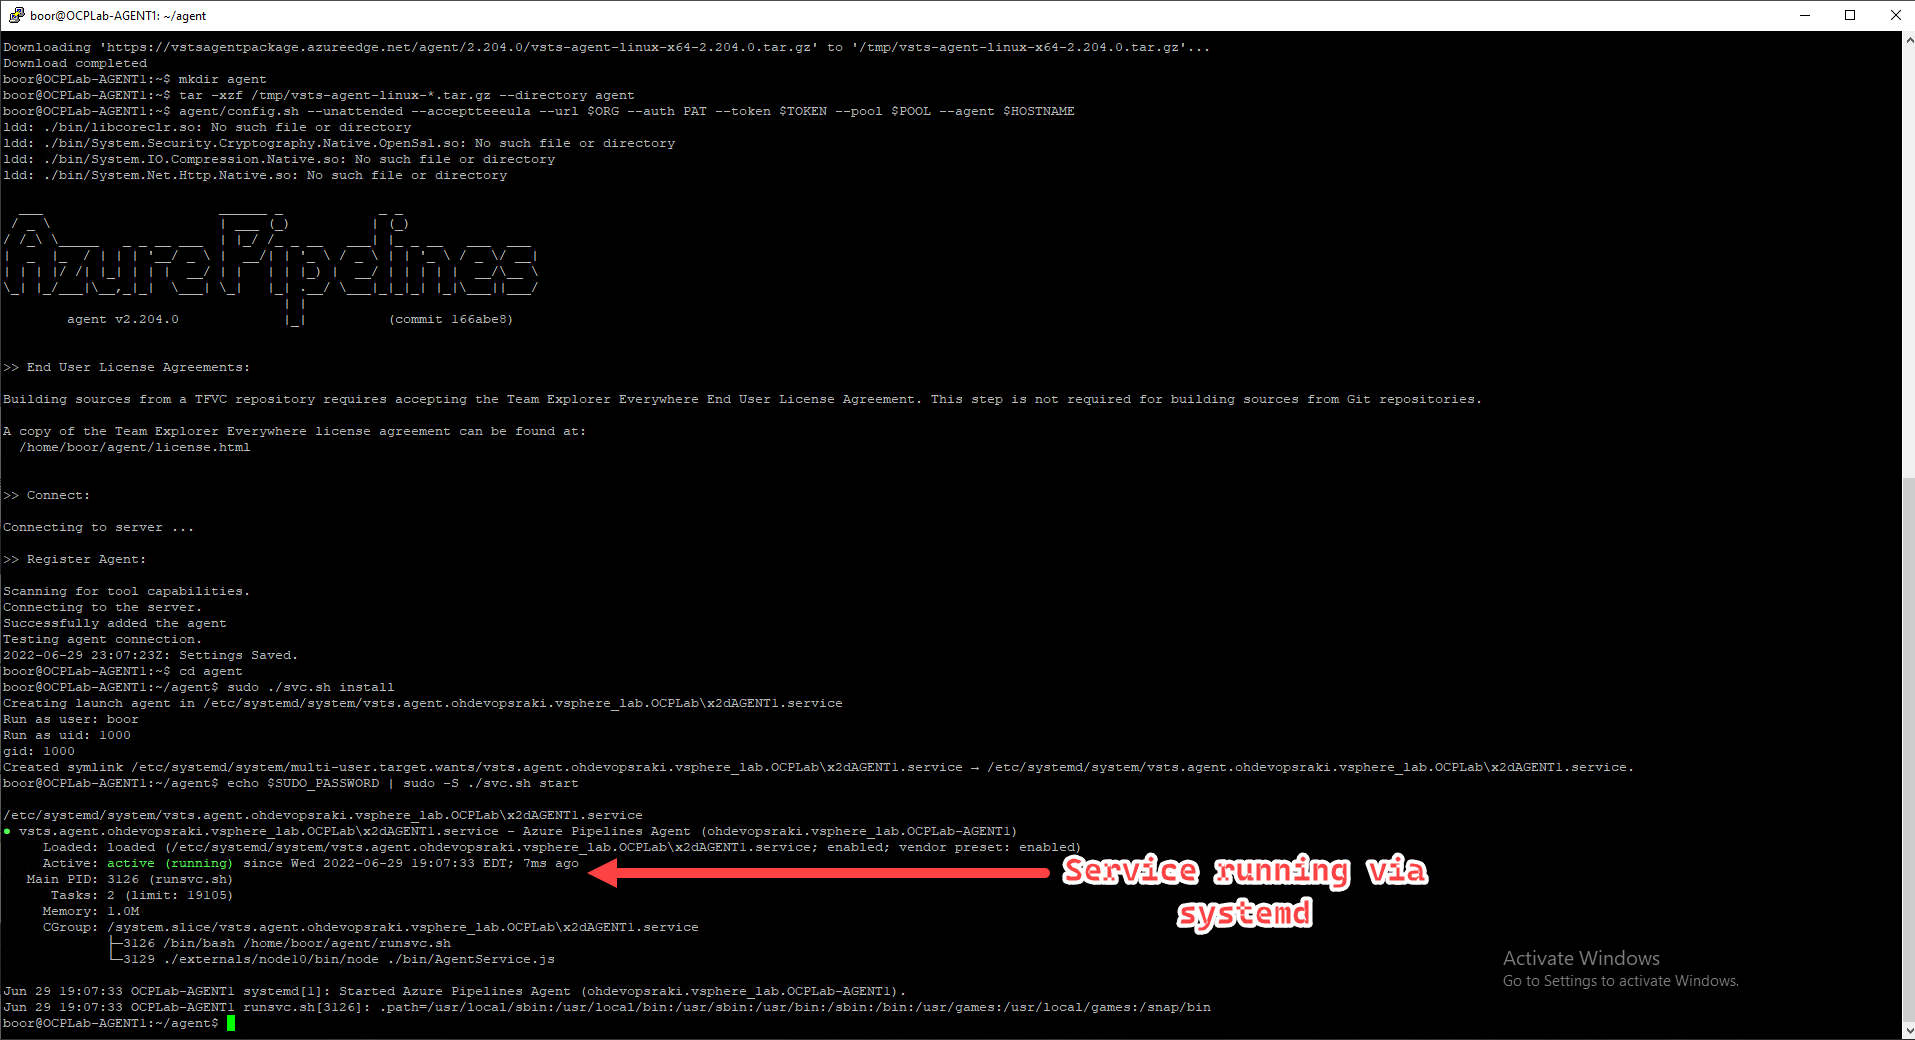 boor@OCPLab-AGENT1: ~/agent
Downloading 'https://vstsagentpackage.azureedge.net/agent/2.204.0/vsts-agent-linux-x64-2.204.0.tar.gz' to '/tmp/vsts-agent-linux-x64-2.204.0.tar.gz'...
Download completed
boor@OCPLab-AGENT1:~$ mkdir agent
boor@OCPLab-AGENT1:~$ tar -xzf /tmp/vsts-agent-linux-*.tar.gz --directory agent
boor@OCPLab-AGENT1:~$ agent/config.sh --unattended --acceptteeeula --url $ORG --auth PAT --token $TOKEN --pool $POOL --agent $HOSTNAME
ldd: ./bin/libcoreclr.so: No such file or directory
ldd: ./bin/System.Security.Cryptography.Native.OpenSsl.so: No such file or directory
ldd: ./bin/System.IO.Compression.Native.so: No such file or directory
ldd: ./bin/System.Net.Http.Native.so: No such file or directory
AzurePipelines
agent v2.204.0 (commit 166abe8)
>> End User License Agreements:
Building sources from a TFVC repository requires accepting the Team Explorer Everywhere End User License Agreement. This step is not required for building sources from Git repositories.
A copy of the Team Explorer Everywhere license agreement can be found at:
/home/boor/agent/license.html
>> Connect:
Connecting to server ...
>> Register Agent:
Scanning for tool capabilities.
Connecting to the server.
Successfully added the agent
Testing agent connection.
2022-06-29 23:07:23Z: Settings Saved.
boor@OCPLab-AGENT1:~$ cd agent
boor@OCPLab-AGENT1:~/agent$ sudo ./svc.sh install
Creating launch agent in /etc/systemd/system/vsts.agent.ohdevopsraki.vsphere_lab.OCPLab\x2dAGENT1.service
Run as user: boor
Run as uid: 1000
gid: 1000
Created symlink /etc/systemd/system/multi-user.target.wants/vsts.agent.ohdevopsraki.vsphere_lab.OCPLab\x2dAGENT1.service → /etc/systemd/system/vsts.agent.ohdevopsraki.vsphere_lab.OCPLab\x2dAGENT1.service.
boor@OCPLab-AGENT1:~/agent$ echo $SUDO_PASSWORD | sudo -S ./svc.sh start
/etc/systemd/system/vsts.agent.ohdevopsraki.vsphere_lab.OCPLab\x2dAGENT1.service
● vsts.agent.ohdevopsraki.vsphere_lab.OCPLab\x2dAGENT1.service - Azure Pipelines Agent (ohdevopsraki.vsphere_lab.OCPLab-AGENT1)
Loaded: loaded (/etc/systemd/system/vsts.agent.ohdevopsraki.vsphere_lab.OCPLab\x2dAGENT1.service; enabled; vendor preset: enabled)
Active: active (running) since Wed 2022-06-29 19:07:33 EDT; 7ms ago
Service running via
systemd
Main PID: 3126 (runsvc.sh)
Tasks: 2 (limit: 19105)
Memory: 1.0M
CGroup: /system.slice/vsts.agent.ohdevopsraki.vsphere_lab.OCPLab\x2dAGENT1.service
├─3126 /bin/bash /home/boor/agent/runsvc.sh
└─3129 ./externals/node10/bin/node ./bin/AgentService.js
Activate Windows
Go to Settings to activate Windows.
Jun 29 19:07:33 OCPLab-AGENT1 systemd[1]: Started Azure Pipelines Agent (ohdevopsraki.vsphere_lab.OCPLab-AGENT1).
Jun 29 19:07:33 OCPLab-AGENT1 runsvc.sh[3126]: .path=/usr/local/sbin:/usr/local/bin:/usr/sbin:/usr/bin:/sbin:/bin:/usr/games:/usr/local/games:/snap/bin
boor@OCPLab-AGENT1:~/agent$